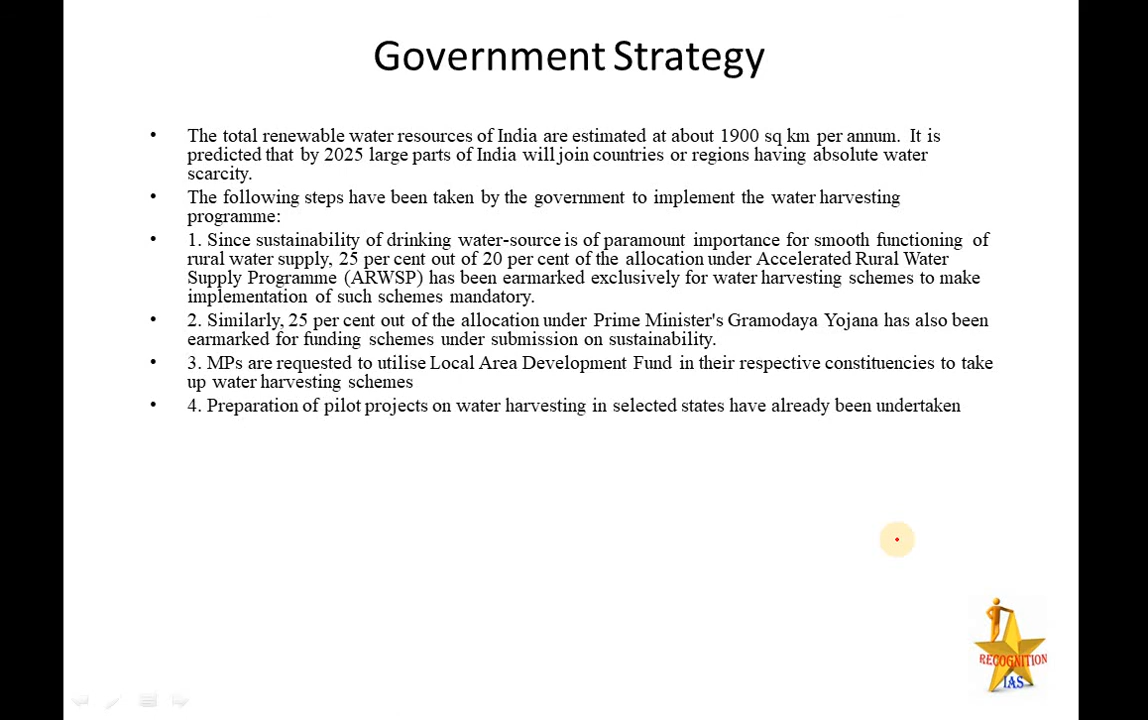 Government Strategy
• The total renewable water resources of India are estimated at about 1900 sq km per annum. It is
predicted that by 2025 large parts of India will join countries or regions having absolute water
scarcity.
• The following steps have been taken by the government to implement the water harvesting
programme:
• 1. Since sustainability of drinking water-source is of paramount importance for smooth functioning of
rural water supply, 25 per cent out of 20 per cent of the allocation under Accelerated Rural Water
Supply Programme (ARWSP) has been earmarked exclusively for water harvesting schemes to make
implementation of such schemes mandatory.
• 2. Similarly, 25 per cent out of the allocation under Prime Minister's Gramodaya Yojana has also been
earmarked for funding schemes under submission on sustainability.
• 3. MPs are requested to utilise Local Area Development Fund in their respective constituencies to take
up water harvesting schemes
• 4. Preparation of pilot projects on water harvesting in selected states have already been undertaken
RECOGNITION
IAS